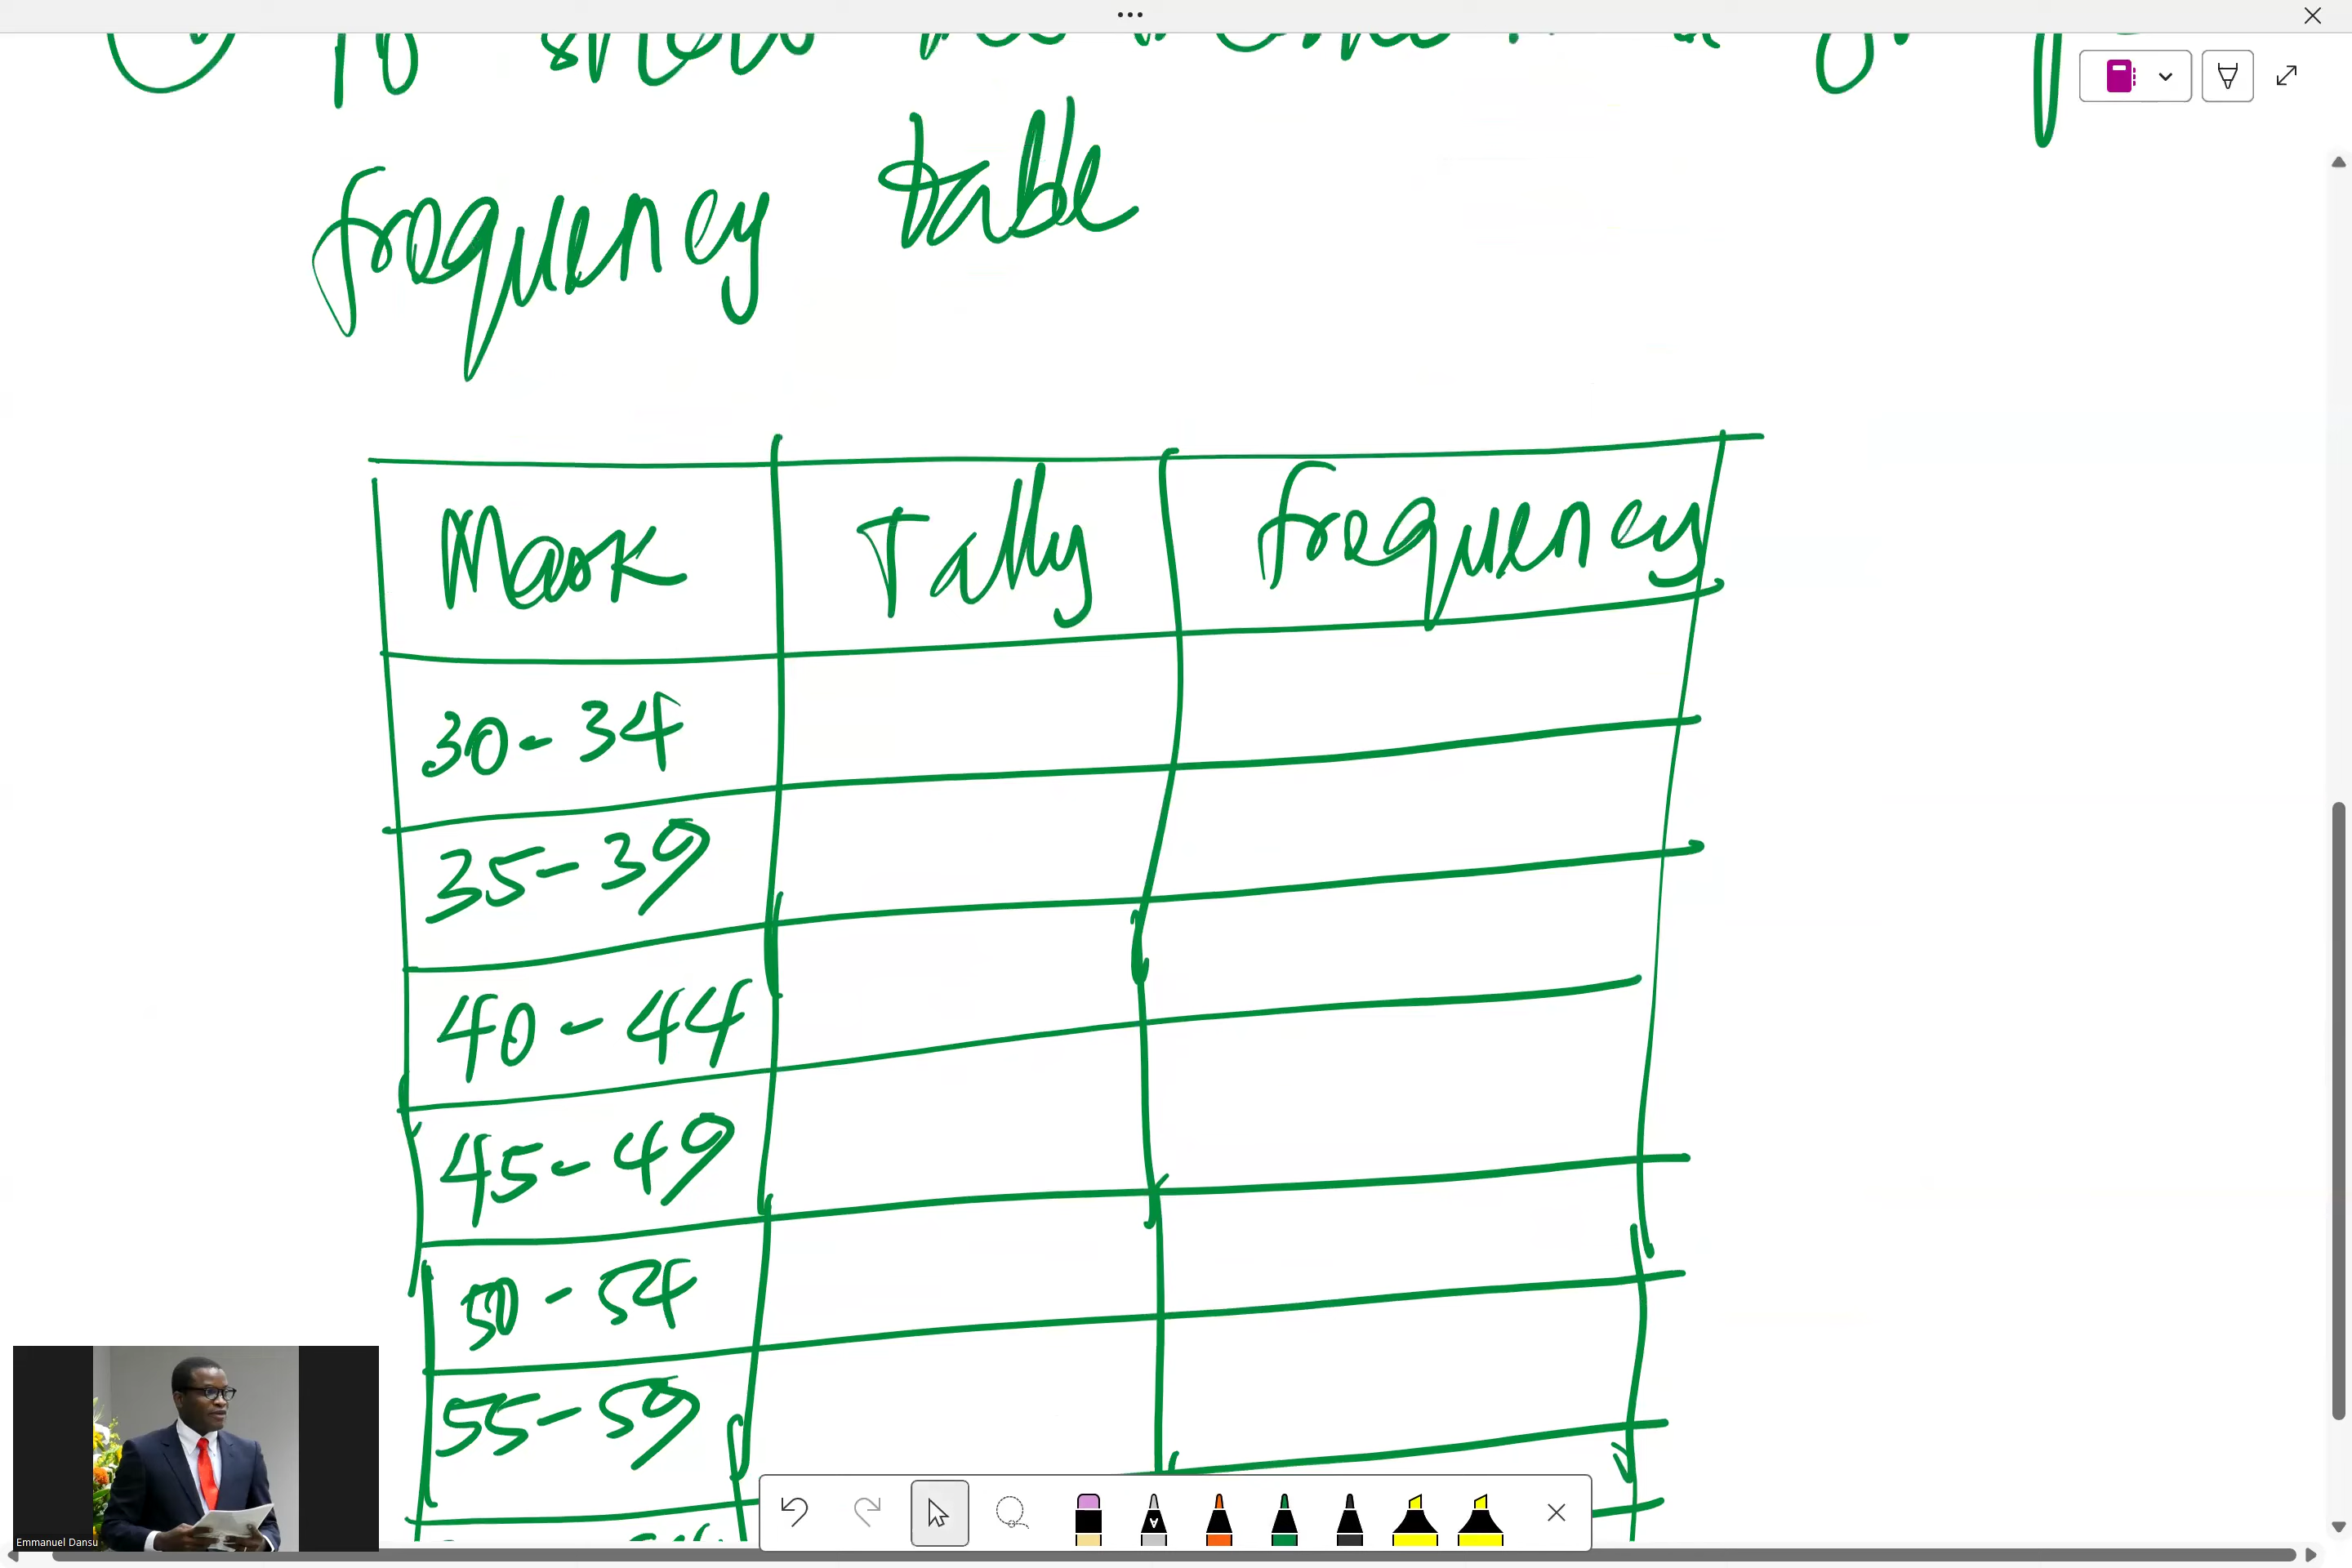 frequency table
Mark Tally frequency
30 - 34
35 - 39
40 - 44
45 - 49
50 - 54
55 - 59
Emmanuel Dansu